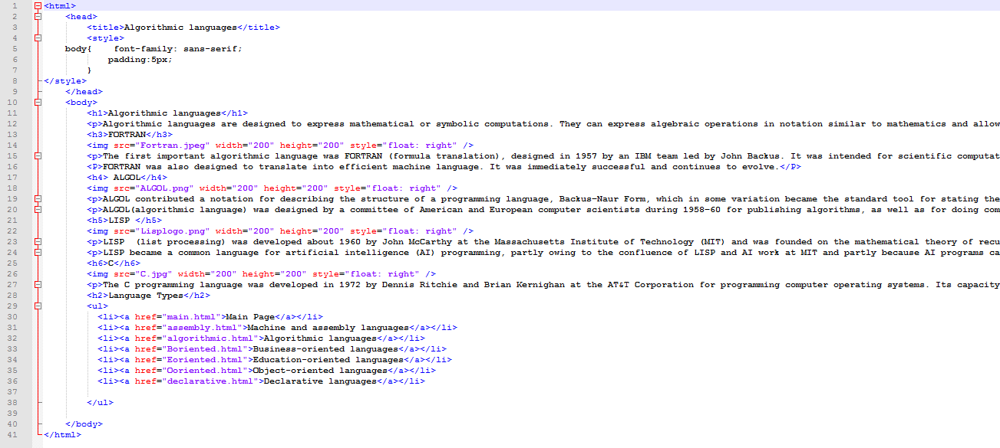 1 <html>
2 <head>
3 <title>Algorithmic languages</title>
4 <style>
5 body{    font-family: sans-serif;
6 padding:5px;
7 }
8 </style>
9 </head>
10 <body>
11 <h1>Algorithmic languages</h1>
12 <p>Algorithmic languages are designed to express mathematical or symbolic computations. They can express algebraic operations in notation similar to mathematics and allow
13 <h3>FORTRAN</h3>
14 <img src="Fortran.jpeg" width="200" height="200" style="float: right" />
15 <p>The first important algorithmic language was FORTRAN (formula translation), designed in 1957 by an IBM team led by John Backus. It was intended for scientific computat
16 <P>FORTRAN was also designed to translate into efficient machine language. It was immediately successful and continues to evolve.</P>
17 <h4> ALGOL</h4>
18 <img src="ALGOL.png" width="200" height="200" style="float: right" />
19 <p>ALGOL contributed a notation for describing the structure of a programming language, Backus-Naur Form, which in some variation became the standard tool for stating the
20 <p>ALGOL(algorithmic language) was designed by a committee of American and European computer scientists during 1958-60 for publishing algorithms, as well as for doing com
21 <h5>LISP </h5>
22 <img src="Lisplogo.png" width="200" height="200" style="float: right" />
23 <p>LISP  (list processing) was developed about 1960 by John McCarthy at the Massachusetts Institute of Technology (MIT) and was founded on the mathematical theory of recu
24 <p>LISP became a common language for artificial intelligence (AI) programming, partly owing to the confluence of LISP and AI work at MIT and partly because AI programs ca
25 <h6>C</h6>
26 <img src="C.jpg" width="200" height="200" style="float: right" />
27 <p>The C programming language was developed in 1972 by Dennis Ritchie and Brian Kernighan at the AT&T Corporation for programming computer operating systems. Its capacity
28 <h2>Language Types</h2>
29 <ul>
30 <li><a href="main.html">Main Page</a></li>
31 <li><a href="assembly.html">Machine and assembly languages</a></li>
32 <li><a href="algorithmic.html">Algorithmic languages</a></li>
33 <li><a href="Boriented.html">Business-oriented languages</a></li>
34 <li><a href="Eoriented.html">Education-oriented languages</a></li>
35 <li><a href="Ooriented.html">Object-oriented languages</a></li>
36 <li><a href="declarative.html">Declarative languages</a></li>
37
38 </ul>
39
40 </body>
41 </html>